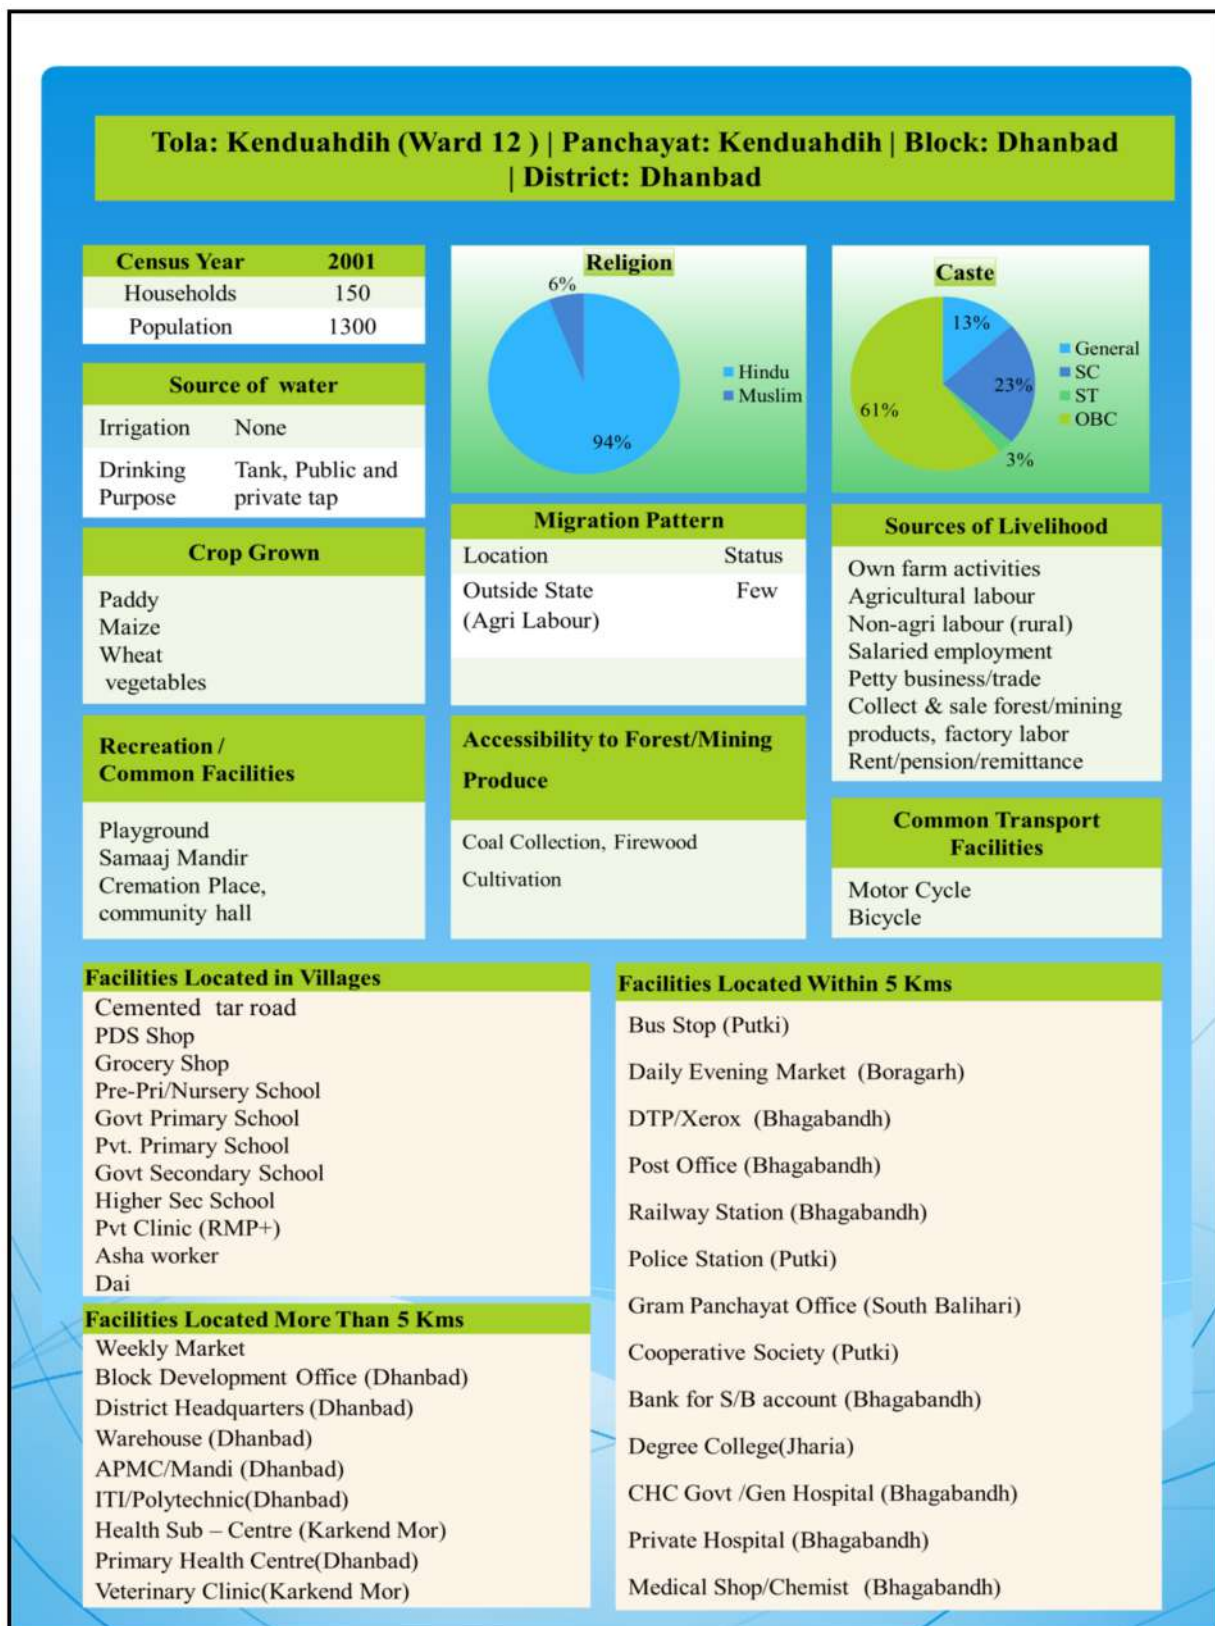 Tola: Kenduahdih (Ward 12 ) | Panchayat: Kenduahdih | Block: Dhanbad
| District: Dhanbad
Census Year 2001
Households 150
Population 1300
Source of water
Irrigation None
Drinking Tank, Public and
Purpose private tap
Crop Grown
Paddy
Maize
Wheat
vegetables
Recreation /
Common Facilities
Playground
Samaaj Mandir
Cremation Place,
community hall
Religion
6%
Hindu
Muslim
94%
Migration Pattern
Location Status
Outside State Few
(Agri Labour)
Accessibility to Forest/Mining
Produce
Coal Collection, Firewood
Cultivation
Caste
13%
General
SC
23%
ST
61%
OBC
3%
Sources of Livelihood
Own farm activities
Agricultural labour
Non-agri labour (rural)
Salaried employment
Petty business/trade
Collect & sale forest/mining
products, factory labor
Rent/pension/remittance
Common Transport
Facilities
Motor Cycle
Bicycle
Facilities Located in Villages
Cemented tar road
PDS Shop
Grocery Shop
Pre-Pri/Nursery School
Govt Primary School
Pvt. Primary School
Govt Secondary School
Higher Sec School
Pvt Clinic (RMP+)
Asha worker
Dai
Facilities Located More Than 5 Kms
Weekly Market
Block Development Office (Dhanbad)
District Headquarters (Dhanbad)
Warehouse (Dhanbad)
APMC/Mandi (Dhanbad)
ITI/Polytechnic(Dhanbad)
Health Sub – Centre (Karkend Mor)
Primary Health Centre(Dhanbad)
Veterinary Clinic(Karkend Mor)
Facilities Located Within 5 Kms
Bus Stop (Putki)
Daily Evening Market (Boragarh)
DTP/Xerox (Bhagabandh)
Post Office (Bhagabandh)
Railway Station (Bhagabandh)
Police Station (Putki)
Gram Panchayat Office (South Balihari)
Cooperative Society (Putki)
Bank for S/B account (Bhagabandh)
Degree College(Jharia)
CHC Govt /Gen Hospital (Bhagabandh)
Private Hospital (Bhagabandh)
Medical Shop/Chemist (Bhagabandh)